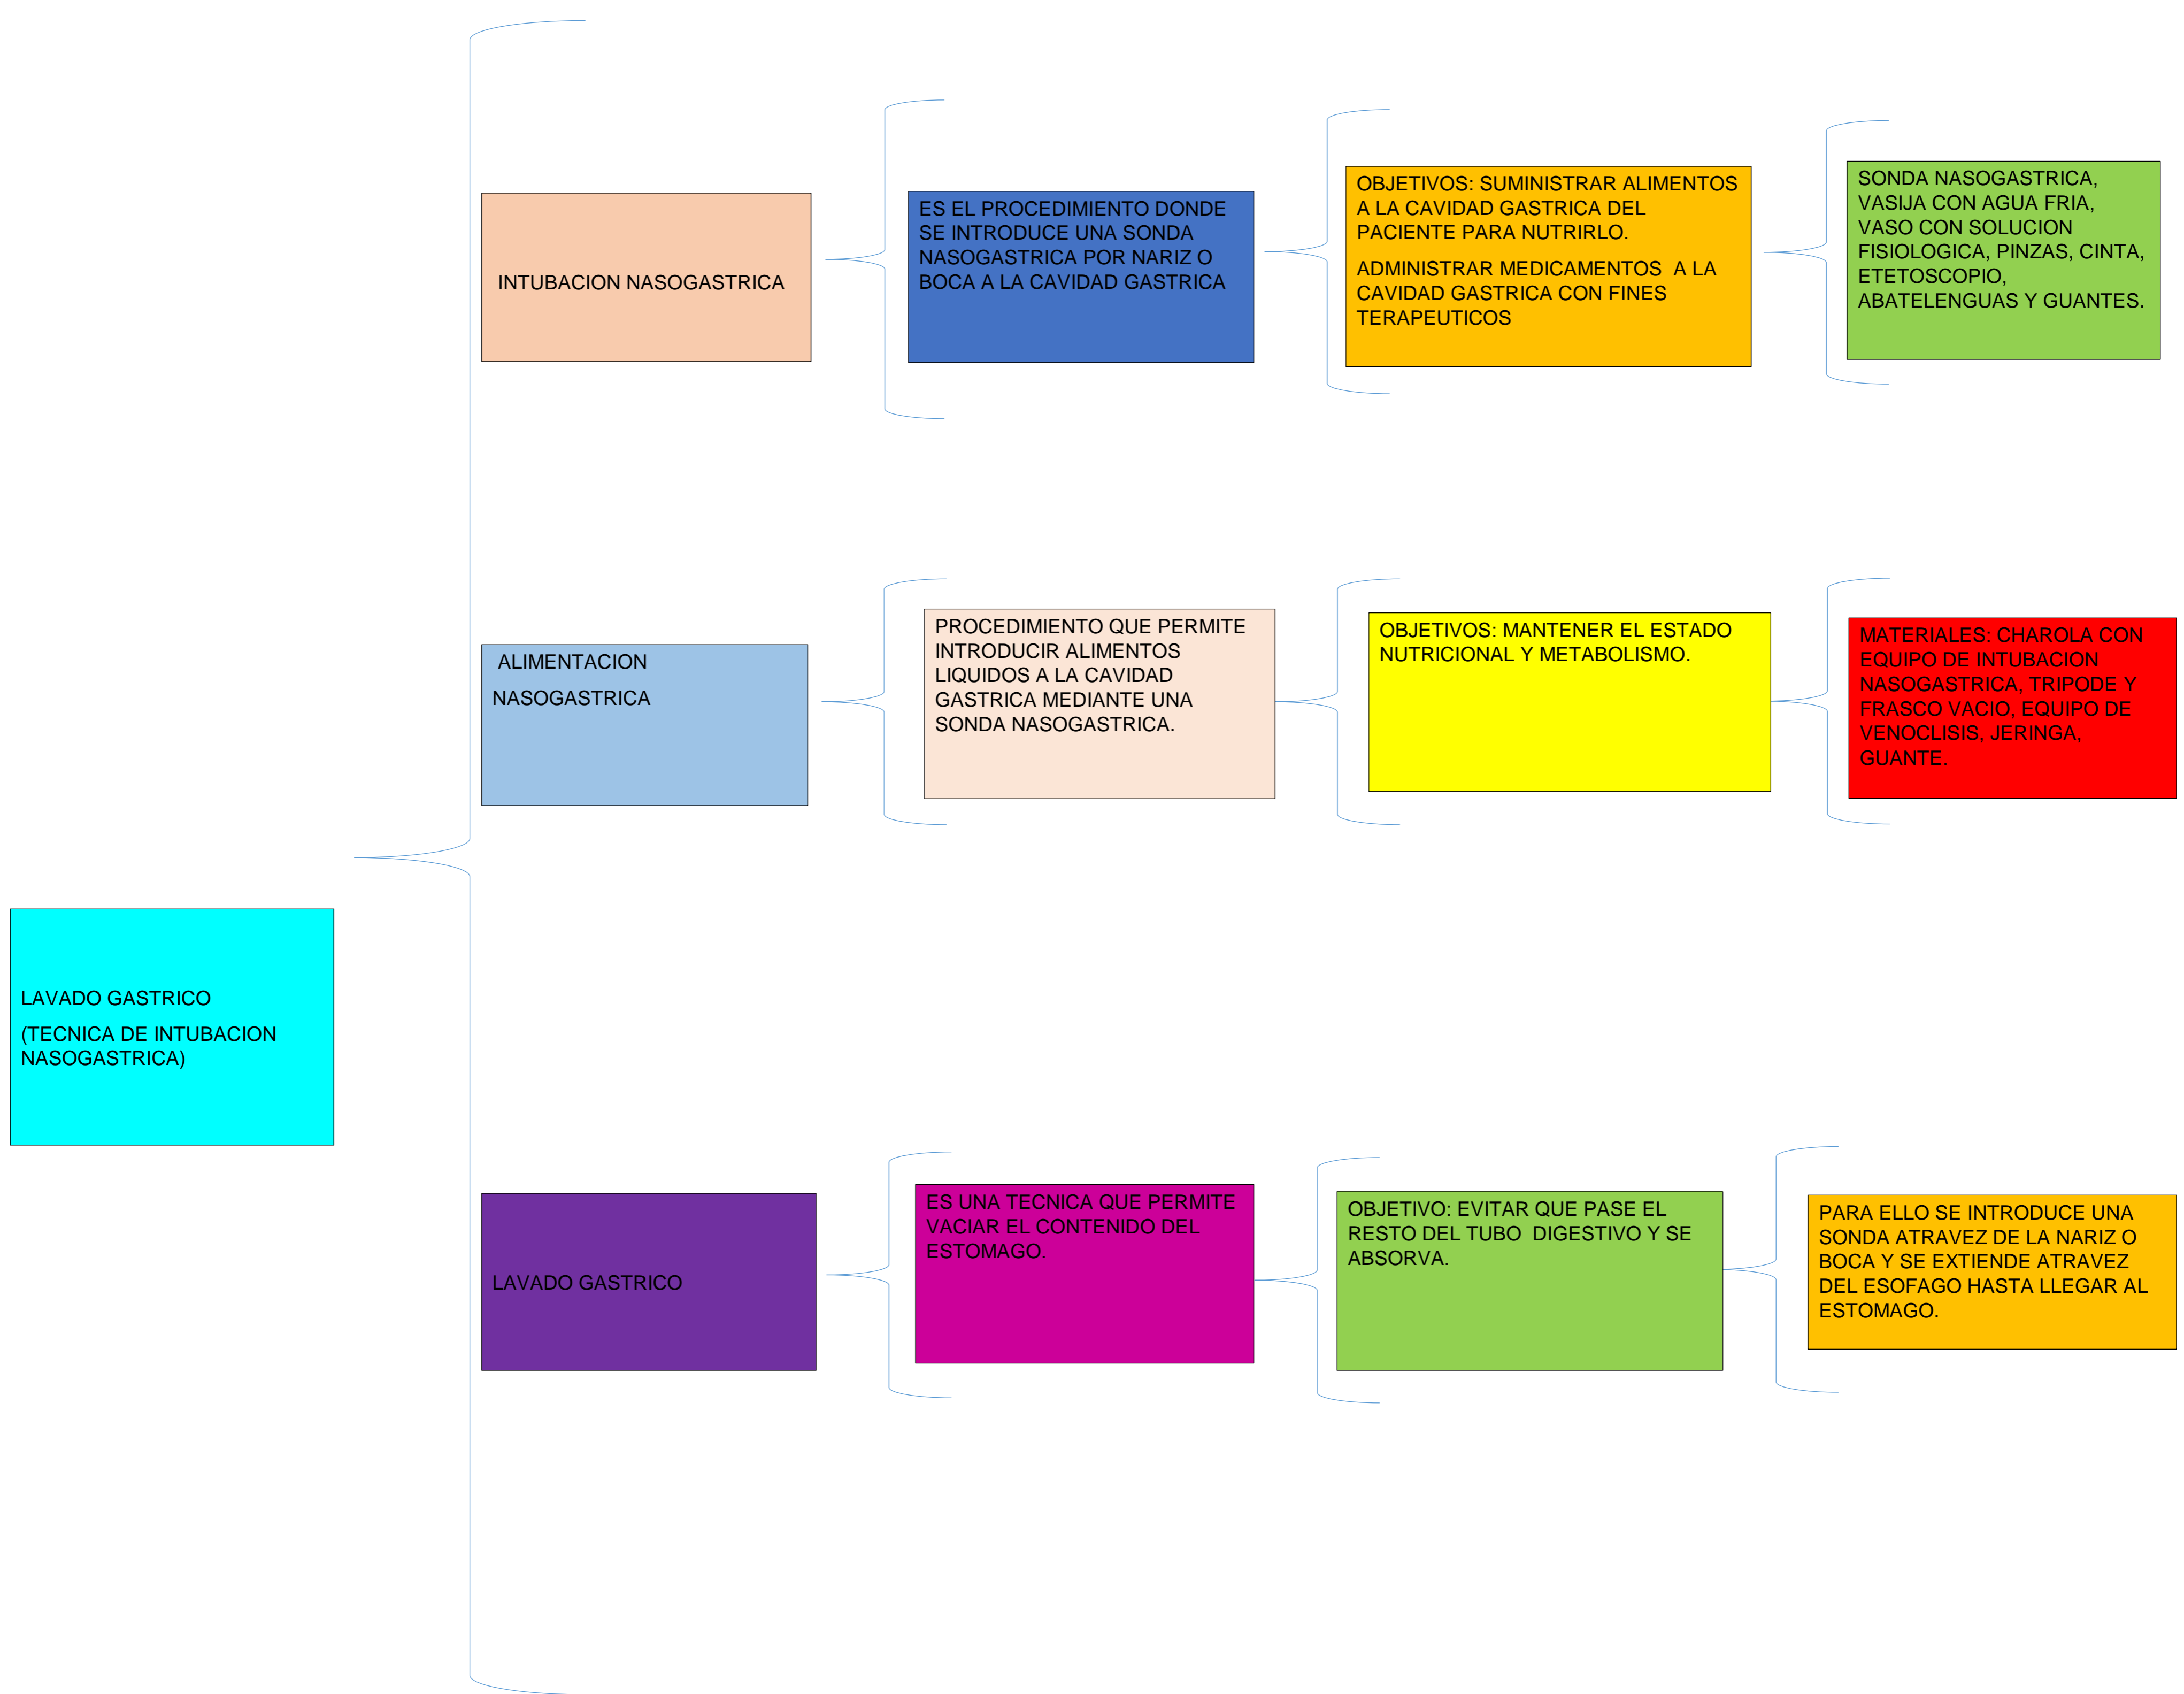 INTUBACION NASOGASTRICA
ES EL PROCEDIMIENTO DONDE
SE INTRODUCE UNA SONDA
NASOGASTRICA POR NARIZ O
BOCA A LA CAVIDAD GASTRICA
OBJETIVOS: SUMINISTRAR ALIMENTOS
A LA CAVIDAD GASTRICA DEL
PACIENTE PARA NUTRIRLO.
ADMINISTRAR MEDICAMENTOS  A LA
CAVIDAD GASTRICA CON FINES
TERAPEUTICOS
SONDA NASOGASTRICA,
VASIJA CON AGUA FRIA,
VASO CON SOLUCION
FISIOLOGICA, PINZAS, CINTA,
ETETOSCOPIO,
ABATELENGUAS Y GUANTES.
ALIMENTACION
NASOGASTRICA
PROCEDIMIENTO QUE PERMITE
INTRODUCIR ALIMENTOS
LIQUIDOS A LA CAVIDAD
GASTRICA MEDIANTE UNA
SONDA NASOGASTRICA.
OBJETIVOS: MANTENER EL ESTADO
NUTRICIONAL Y METABOLISMO.
MATERIALES: CHAROLA CON
EQUIPO DE INTUBACION
NASOGASTRICA, TRIPODE Y
FRASCO VACIO, EQUIPO DE
VENOCLISIS, JERINGA,
GUANTE.
LAVADO GASTRICO
(TECNICA DE INTUBACION
NASOGASTRICA)
LAVADO GASTRICO
ES UNA TECNICA QUE PERMITE
VACIAR EL CONTENIDO DEL
ESTOMAGO.
OBJETIVO: EVITAR QUE PASE EL
RESTO DEL TUBO  DIGESTIVO Y SE
ABSORVA.
PARA ELLO SE INTRODUCE UNA
SONDA ATRAVEZ DE LA NARIZ O
BOCA Y SE EXTIENDE ATRAVEZ
DEL ESOFAGO HASTA LLEGAR AL
ESTOMAGO.